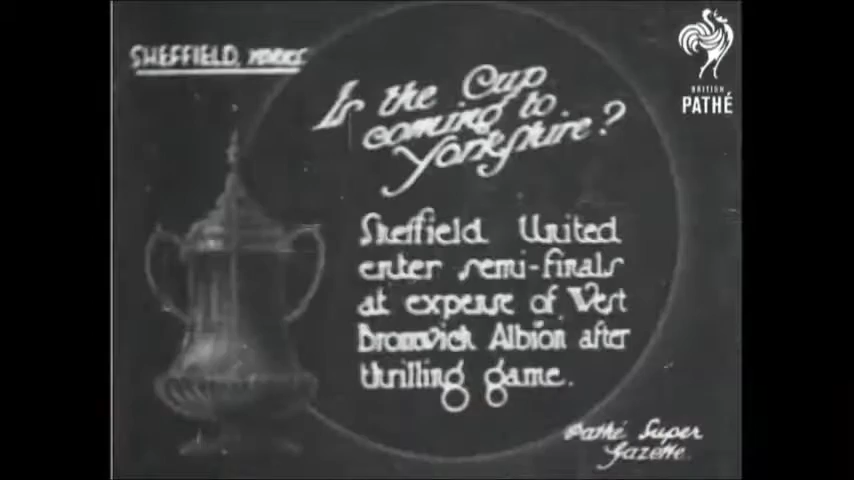 SHEFFIELD, YORKS
Is the Cup
coming to
Yorkshire?
Sheffield United
enter semi-finals
at expense of West
Bromwich Albion after
thrilling game.
Pathé Super
Gazette.
BRITISH
PATHÉ